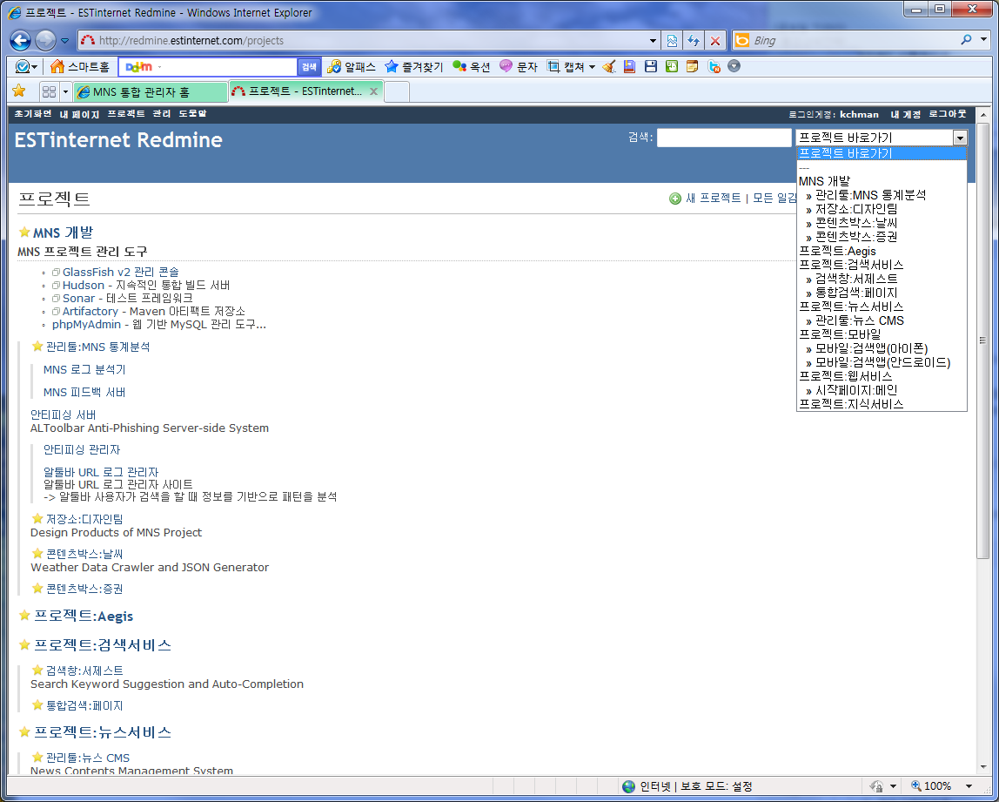 프로젝트 - ESTinternet Redmine - Windows Internet Explorer
http://redmine.estinternet.com/projects
Bing
스마트홈 Daum 검색 알패스 즐겨찾기 옥션 문자 캡쳐
MNS 통합 관리자 홈 프로젝트 - ESTinternet...
초기화면 내 페이지 프로젝트 관리 도움말 로그인계정: kchman 내 계정 로그아웃
ESTinternet Redmine 검색: 프로젝트 바로가기
프로젝트 바로가기
---
MNS 개발
» 관리툴:MNS 통계분석
» 저장소:디자인팀
» 콘텐츠박스:날씨
» 콘텐츠박스:증권
프로젝트:Aegis
프로젝트:검색서비스
» 검색창:서제스트
» 통합검색:페이지
프로젝트:뉴스서비스
» 관리툴:뉴스 CMS
프로젝트:모바일
» 모바일:검색앱(아이폰)
» 모바일:검색앱(안드로이드)
프로젝트:웹서비스
» 시작페이지:메인
프로젝트:지식서비스
프로젝트 새 프로젝트 | 모든 일감
MNS 개발
MNS 프로젝트 관리 도구
GlassFish v2 관리 콘솔
Hudson - 지속적인 통합 빌드 서버
Sonar - 테스트 프레임워크
Artifactory - Maven 아티팩트 저장소
phpMyAdmin - 웹 기반 MySQL 관리 도구...
관리툴:MNS 통계분석
MNS 로그 분석기
MNS 피드백 서버
안티피싱 서버
ALToolbar Anti-Phishing Server-side System
안티피싱 관리자
알툴바 URL 로그 관리자
알툴바 URL 로그 관리자 사이트
-> 알툴바 사용자가 검색을 할 때 정보를 기반으로 패턴을 분석
저장소:디자인팀
Design Products of MNS Project
콘텐츠박스:날씨
Weather Data Crawler and JSON Generator
콘텐츠박스:증권
프로젝트:Aegis
프로젝트:검색서비스
검색창:서제스트
Search Keyword Suggestion and Auto-Completion
통합검색:페이지
프로젝트:뉴스서비스
관리툴:뉴스 CMS
News Contents Management System
인터넷 | 보호 모드: 설정 100%